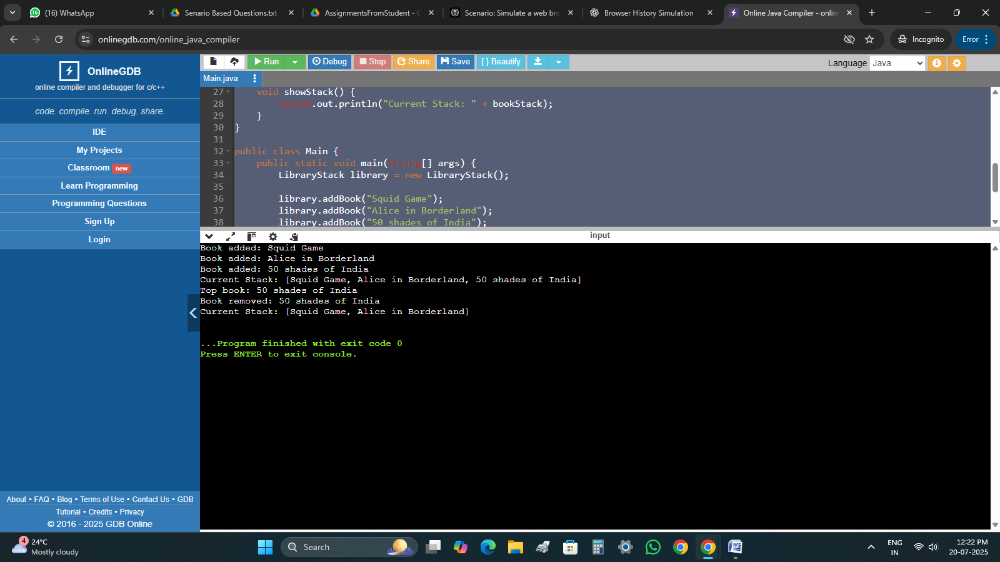 (16) WhatsApp
Senario Based Questions.txt
AssignmentsFromStudent - G
Scenario: Simulate a web bro
Browser History Simulation
Online Java Compiler - onlin
onlinegdb.com/online_java_compiler
Incognito
Error
OnlineGDB
online compiler and debugger for c/c++
code. compile. run. debug. share.
IDE
My Projects
Classroom new
Learn Programming
Programming Questions
Sign Up
Login
About • FAQ • Blog • Terms of Use • Contact Us • GDB
Tutorial • Credits • Privacy
© 2016 - 2025 GDB Online
Run
Debug
Stop
Share
Save
{ } Beautify
Language Java
Main.java
27 void showStack() {
28 System.out.println("Current Stack: " + bookStack);
29 }
30 }
31
32 public class Main {
33 public static void main(String[] args) {
34 LibraryStack library = new LibraryStack();
35
36 library.addBook("Squid Game");
37 library.addBook("Alice in Borderland");
38 library.addBook("50 shades of India");
input
Book added: Squid Game
Book added: Alice in Borderland
Book added: 50 shades of India
Current Stack: [Squid Game, Alice in Borderland, 50 shades of India]
Top book: 50 shades of India
Book removed: 50 shades of India
Current Stack: [Squid Game, Alice in Borderland]
...Program finished with exit code 0
Press ENTER to exit console.
4
24°C
Mostly cloudy
Search
ENG
IN
12:22 PM
20-07-2025